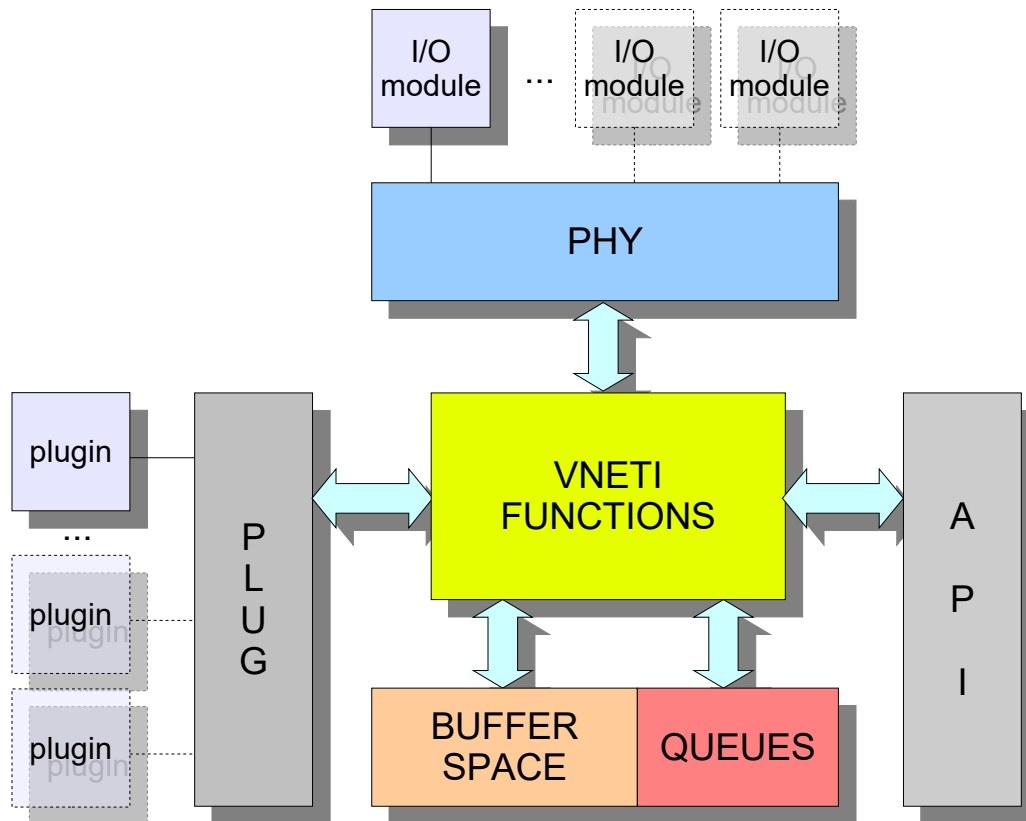 I/O
module
...
I/O
module
I/O
module
PHY
plugin
...
plugin
plugin
P
L
U
G
VNETI
FUNCTIONS
A
P
I
BUFFER
SPACE
QUEUES